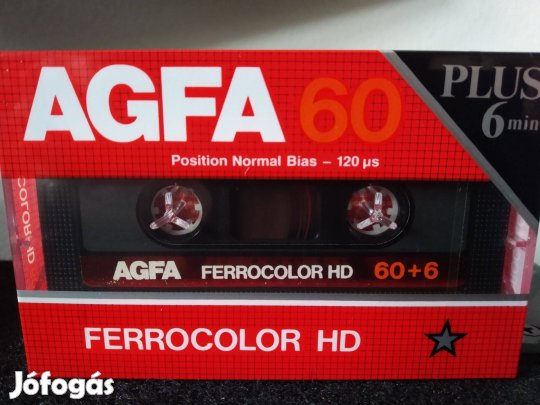 AGFA 60
PLUS
6 min
Position Normal Bias – 120 µs
AGFA FERROCOLOR HD 60+6
FERROCOLOR HD
Jófogás